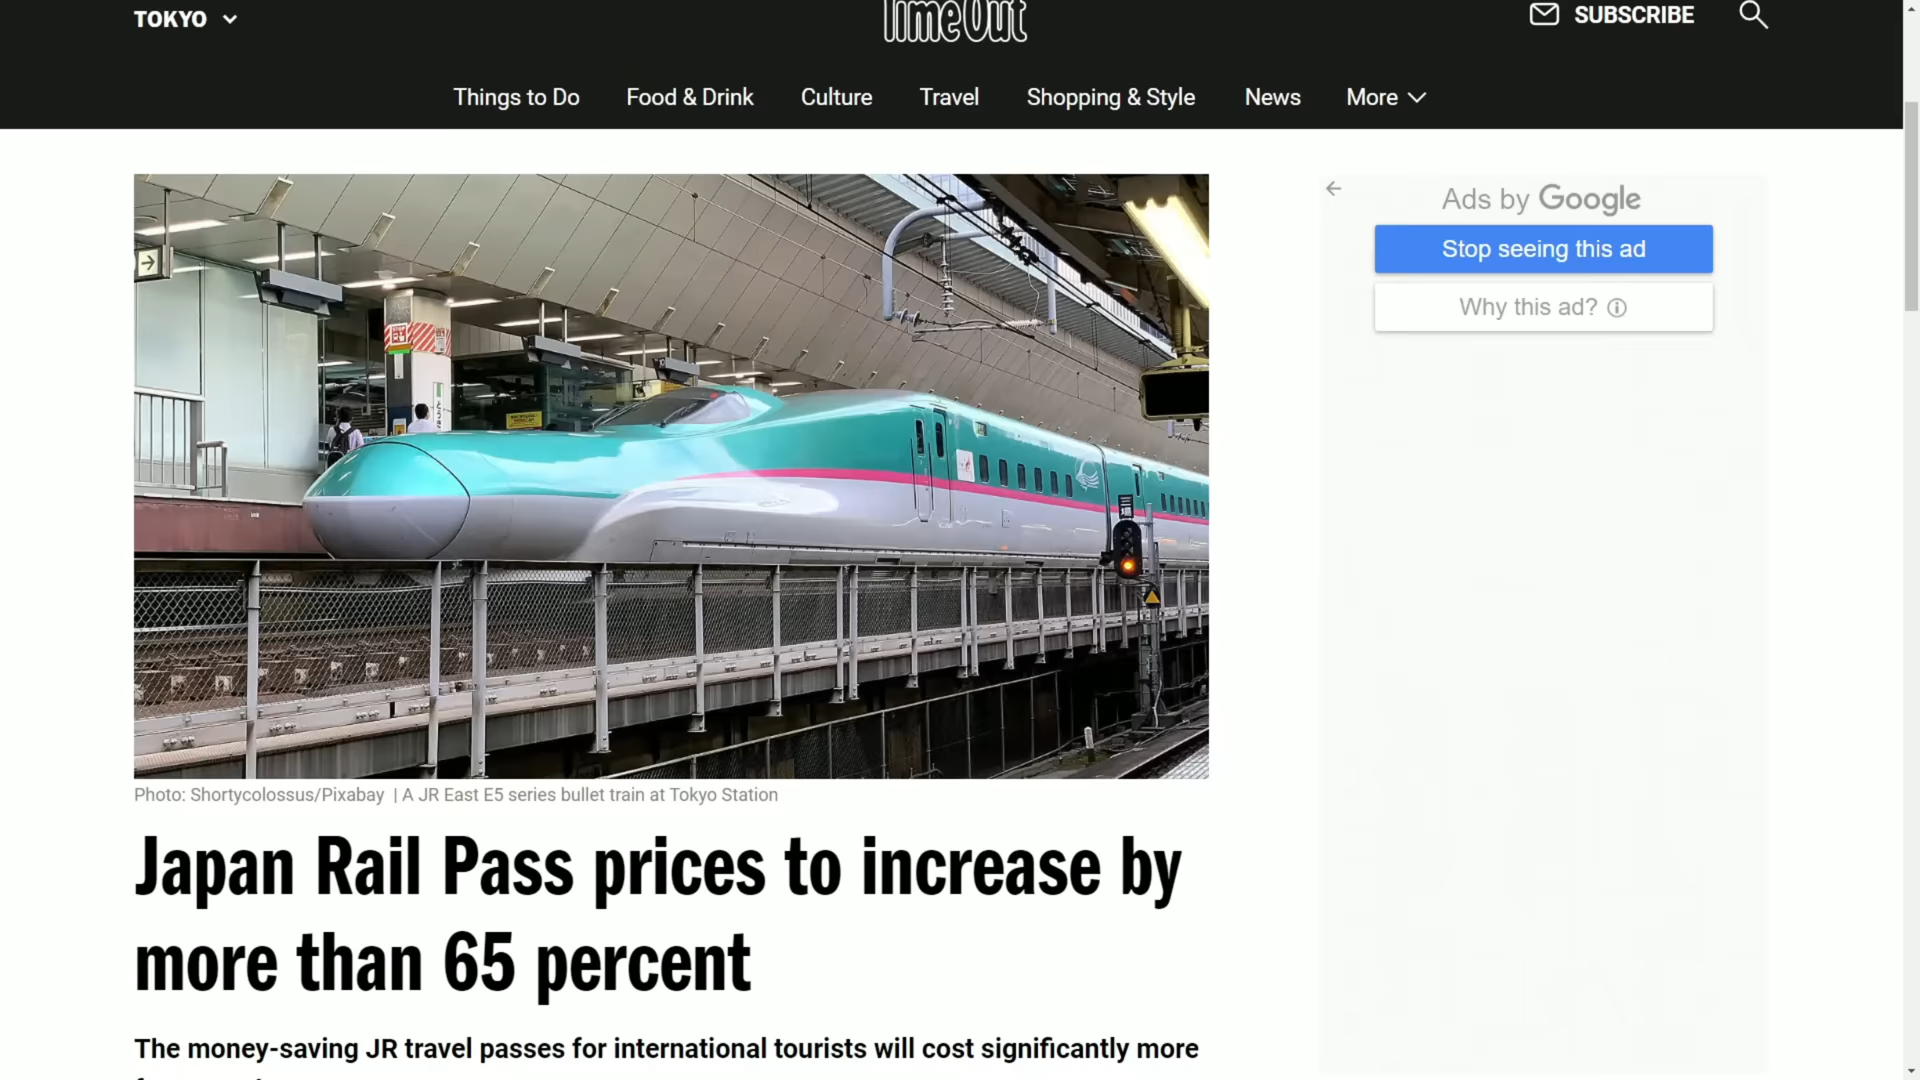 TOKYO
TimeOut
SUBSCRIBE
Things to Do
Food & Drink
Culture
Travel
Shopping & Style
News
More
Ads by Google
Stop seeing this ad
Why this ad?
Photo: Shortycolossus/Pixabay | A JR East E5 series bullet train at Tokyo Station
Japan Rail Pass prices to increase by
more than 65 percent
The money-saving JR travel passes for international tourists will cost significantly more